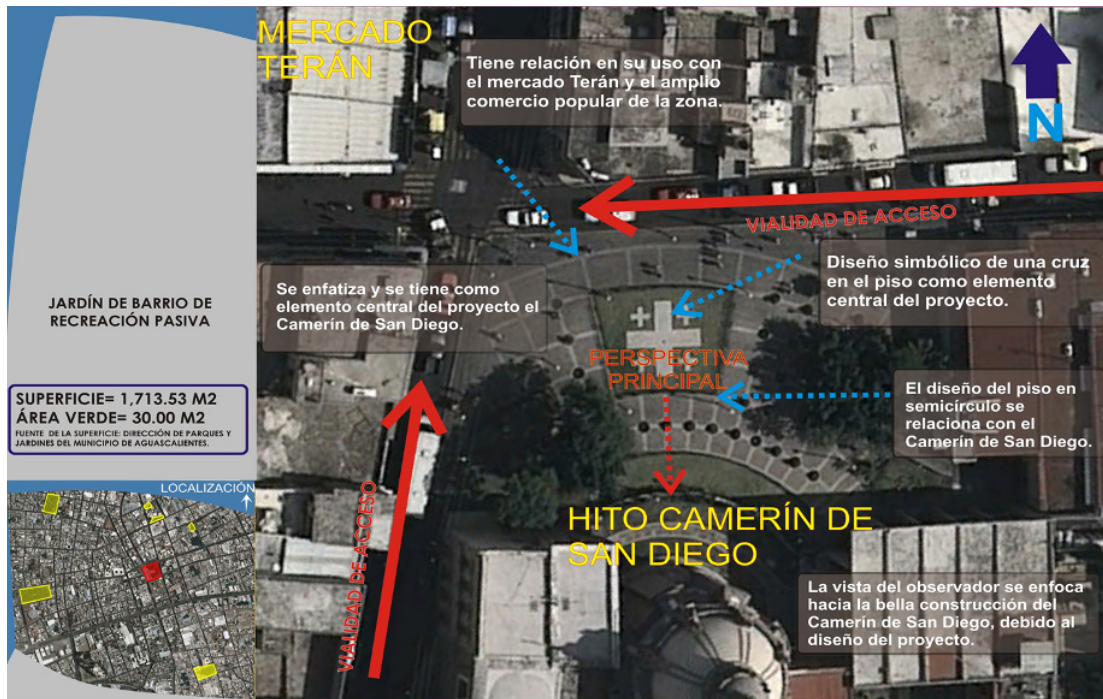 MERCADO
TERÁN
Tiene relación en su uso con
el mercado Terán y el amplio
comercio popular de la zona.
N
VIALIDAD DE ACCESO
Diseño simbólico de una cruz
en el piso como elemento
central del proyecto.
Se enfatiza y se tiene como
elemento central del proyecto el
Camerín de San Diego.
JARDÍN DE BARRIO DE
RECREACIÓN PASIVA
PERSPECTIVA
PRINCIPAL
El diseño del piso en
semicírculo se
relaciona con el
Camerín de San Diego.
SUPERFICIE= 1,713.53 M2
ÁREA VERDE= 30.00 M2
FUENTE DE LA SUPERFICIE: DIRECCIÓN DE PARQUES Y
JARDINES DEL MUNICIPIO DE AGUASCALIENTES.
LOCALIZACIÓN
VIALIDAD DE ACCESO
HITO CAMERÍN DE
SAN DIEGO
La vista del observador se enfoca
hacia la bella construcción del
Camerín de San Diego, debido al
diseño del proyecto.